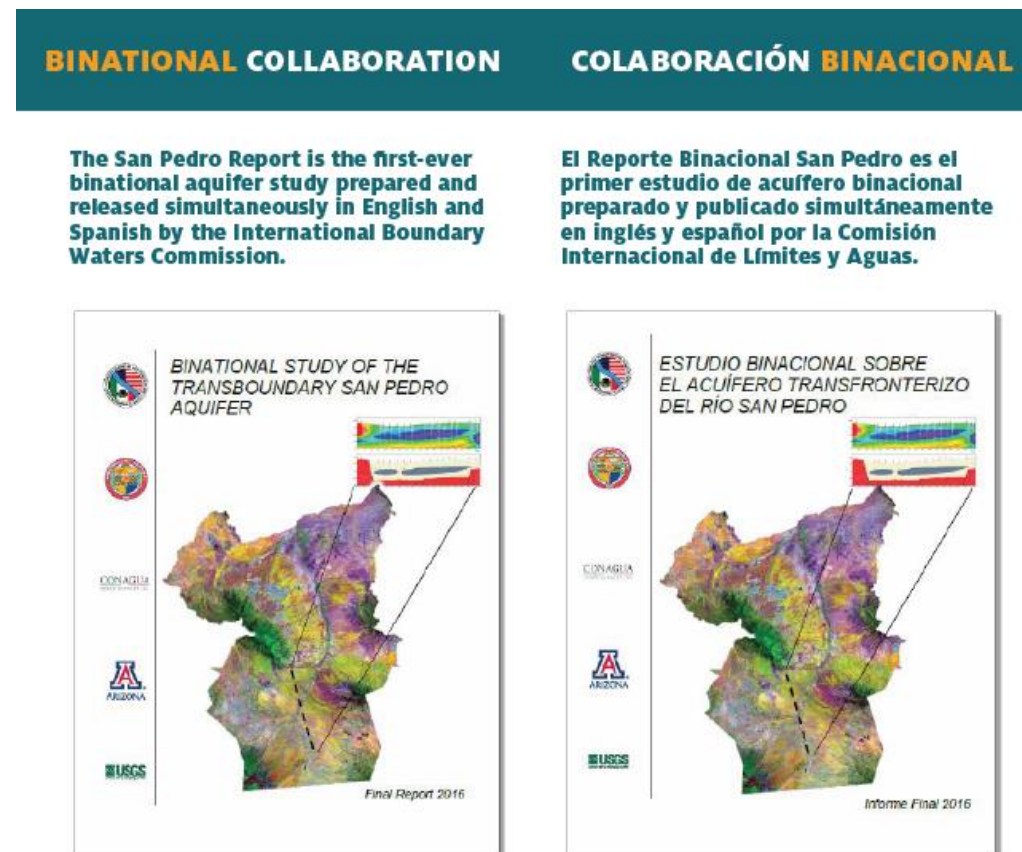 BINATIONAL COLLABORATION
The San Pedro Report is the first-ever
binational aquifer study prepared and
released simultaneously in English and
Spanish by the International Boundary
Waters Commission.
BINATIONAL STUDY OF THE
TRANSBOUNDARY SAN PEDRO
AQUIFER
CONAGUA
ARIZONA
USGS
Final Report 2016
COLABORACIÓN BINACIONAL
El Reporte Binacional San Pedro es el
primer estudio de acuífero binacional
preparado y publicado simultáneamente
en inglés y español por la Comisión
Internacional de Límites y Aguas.
ESTUDIO BINACIONAL SOBRE
EL ACUÍFERO TRANSFRONTERIZO
DEL RÍO SAN PEDRO
CONAGUA
ARIZONA
USGS
Informe Final 2016